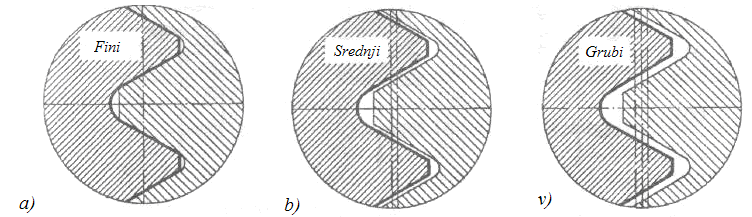 Fini
Srednji
Grubi
a)
b)
v)